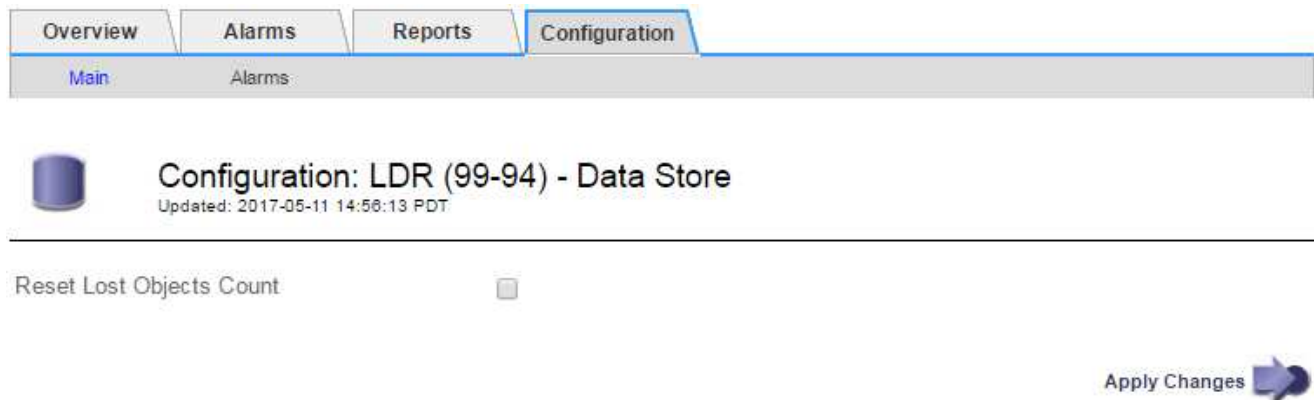 Overview Alarms Reports Configuration
Main Alarms
Configuration: LDR (99-94) - Data Store
Updated: 2017-05-11 14:56:13 PDT
Reset Lost Objects Count
Apply Changes